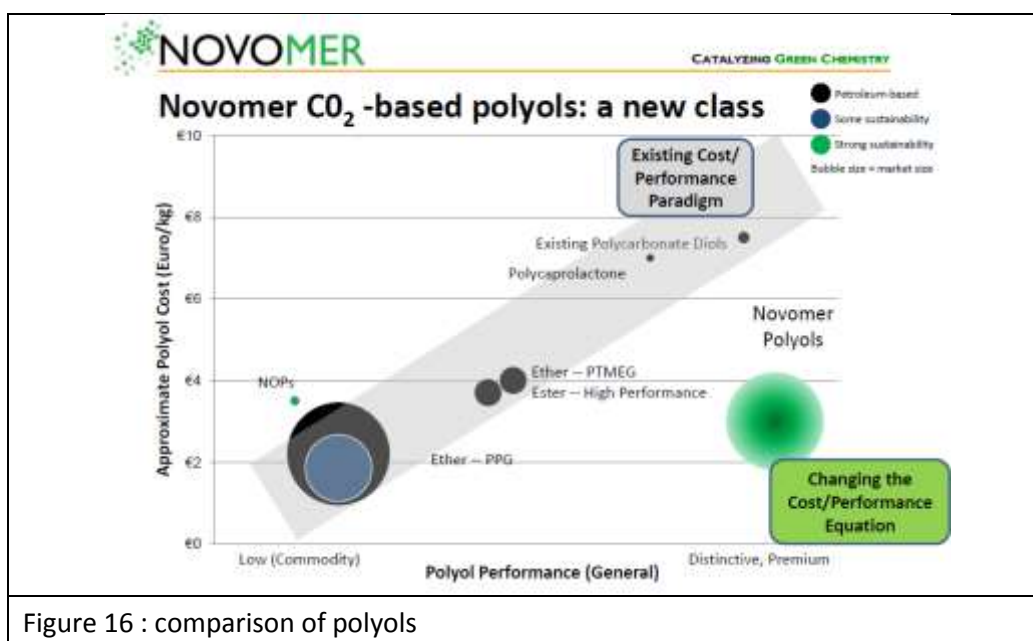 NOVOMER
CATALYZING GREEN CHEMISTRY
Novomer C0₂ -based polyols: a new class
Petroleum-based
Some sustainability
Strong sustainability
Bubble size = market size
€10
€8
€6
€4
€2
€0
Approximate Polyol Cost (Euro/kg)
Existing Cost/
Performance
Paradigm
Existing Polycarbonate Diols
Polycaprolactone
Novomer
Polyols
NOPs
Ether – PTMEG
Ester – High Performance
Ether – PPG
Changing the
Cost/Performance
Equation
Low (Commodity)
Distinctive, Premium
Polyol Performance (General)
Figure 16 : comparison of polyols